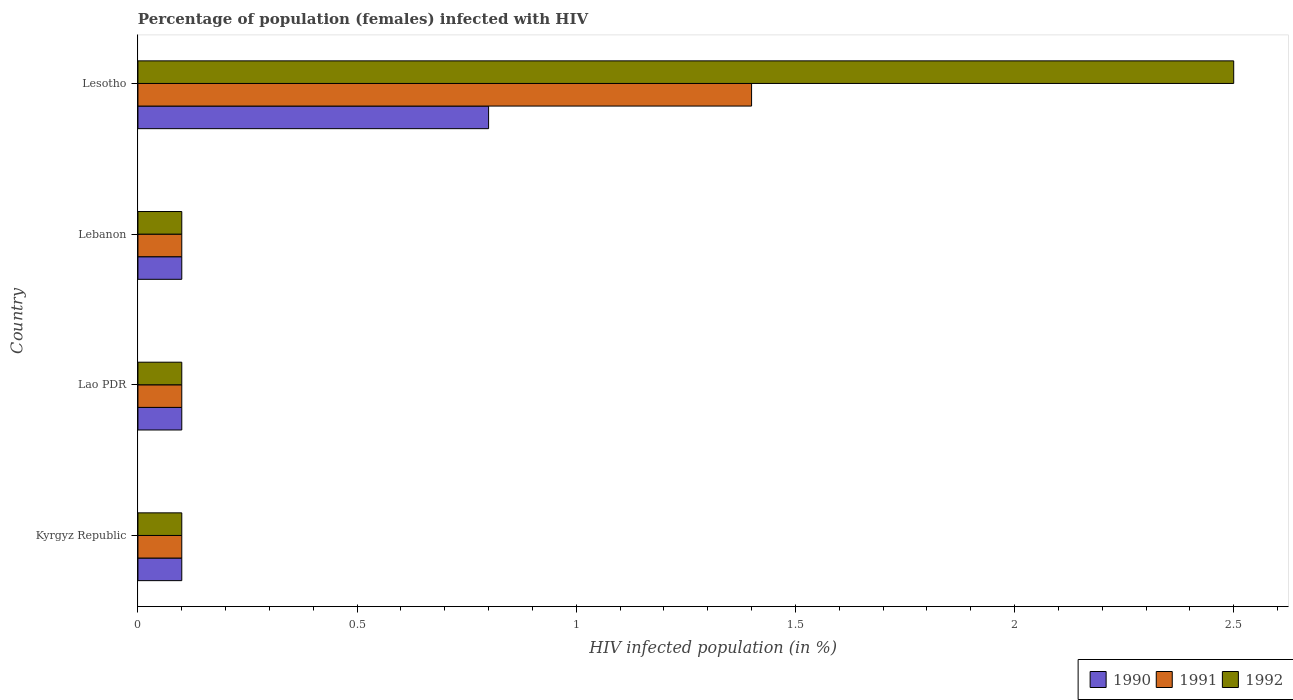 Percentage of population (females) infected with HIV
Lesotho
Lebanon
Lao PDR
Kyrgyz Republic
Country
0
0.5
1
1.5
2
2.5
HIV infected population (in %)
1990
1991
1992